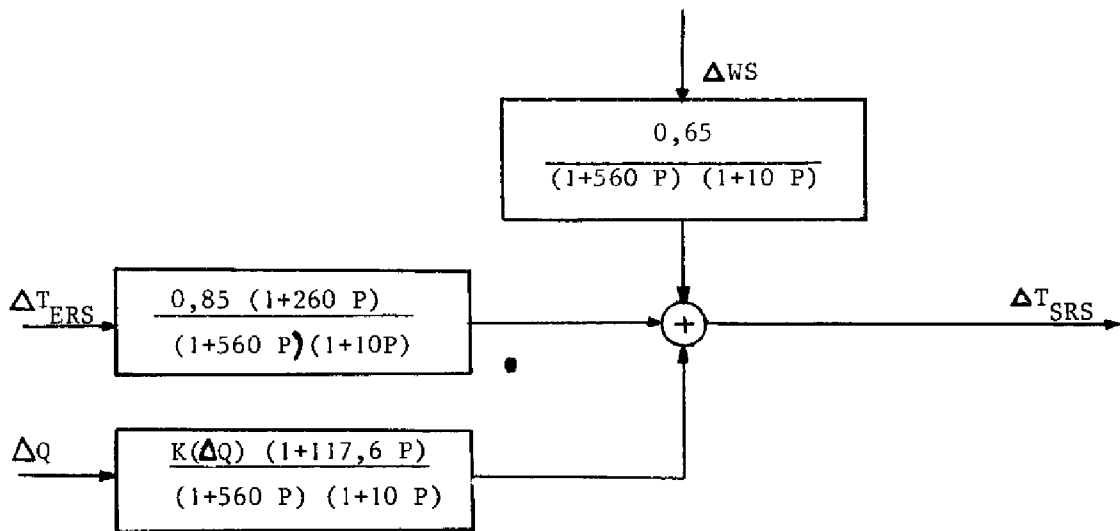 ΔWS
0,65
(1+560 P) (1+10 P)
ΔT_ERS
0,85 (1+260 P)
(1+560 P) (1+10P)
+
ΔT_SRS
ΔQ
K(ΔQ) (1+117,6 P)
(1+560 P) (1+10 P)